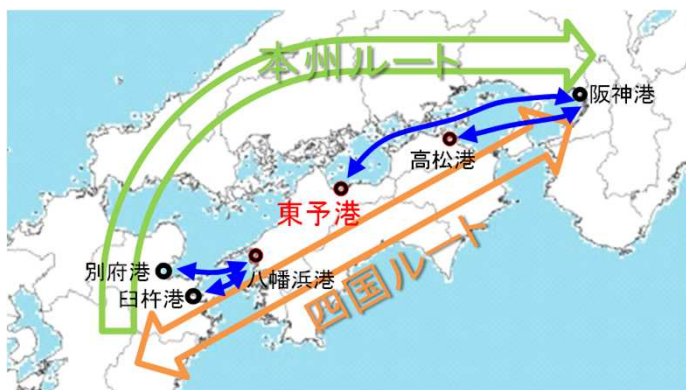 本州ルート
阪神港
高松港
東予港
別府港
八幡浜港
臼杵港
四国ルート